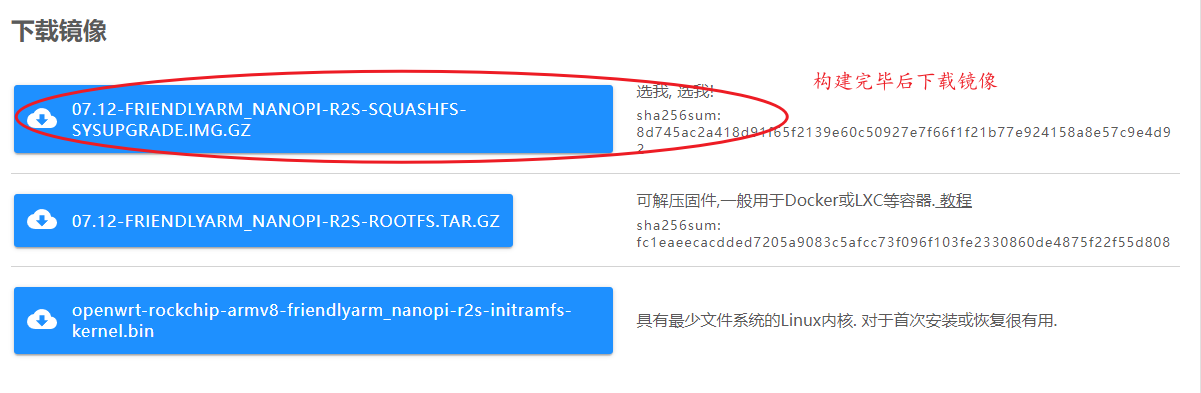 下载镜像
构建完毕后下载镜像
07.12-FRIENDLYARM_NANOPI-R2S-SQUASHFS-
SYSUPGRADE.IMG.GZ
选我, 选我!
sha256sum:
8d745ac2a418d91f65f2139e60c50927e7f66f1f21b77e924158a8e57c9e4d9
2
07.12-FRIENDLYARM_NANOPI-R2S-ROOTFS.TAR.GZ
可解压固件,一般用于Docker或LXC等容器. 教程
sha256sum:
fc1eaeecacdded7205a9083c5afcc73f096f103fe2330860de4875f22f55d808
openwrt-rockchip-armv8-friendlyarm_nanopi-r2s-initramfs-
kernel.bin
具有最少文件系统的Linux内核. 对于首次安装或恢复很有用.